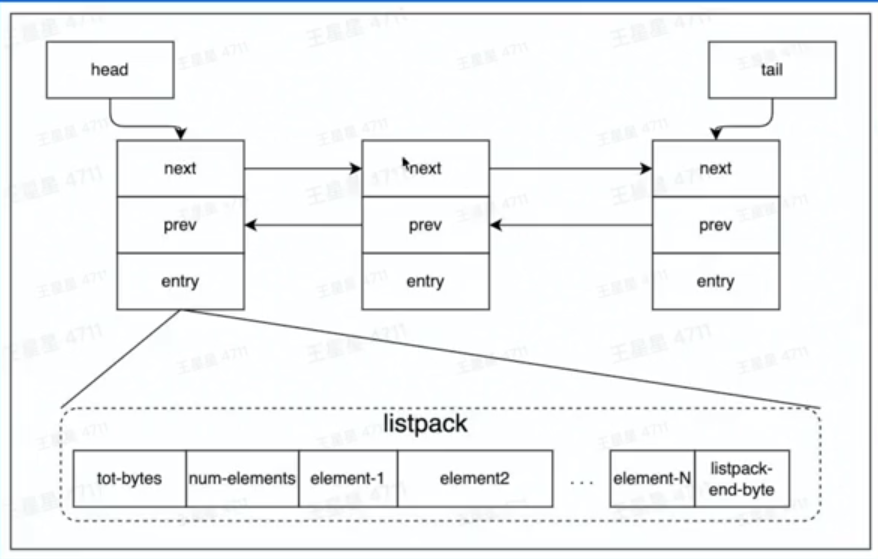 head
tail
next
next
next
prev
prev
prev
entry
entry
entry
listpack
tot-bytes
num-elements
element-1
element2
...
element-N
listpack-
end-byte
王星星 4711